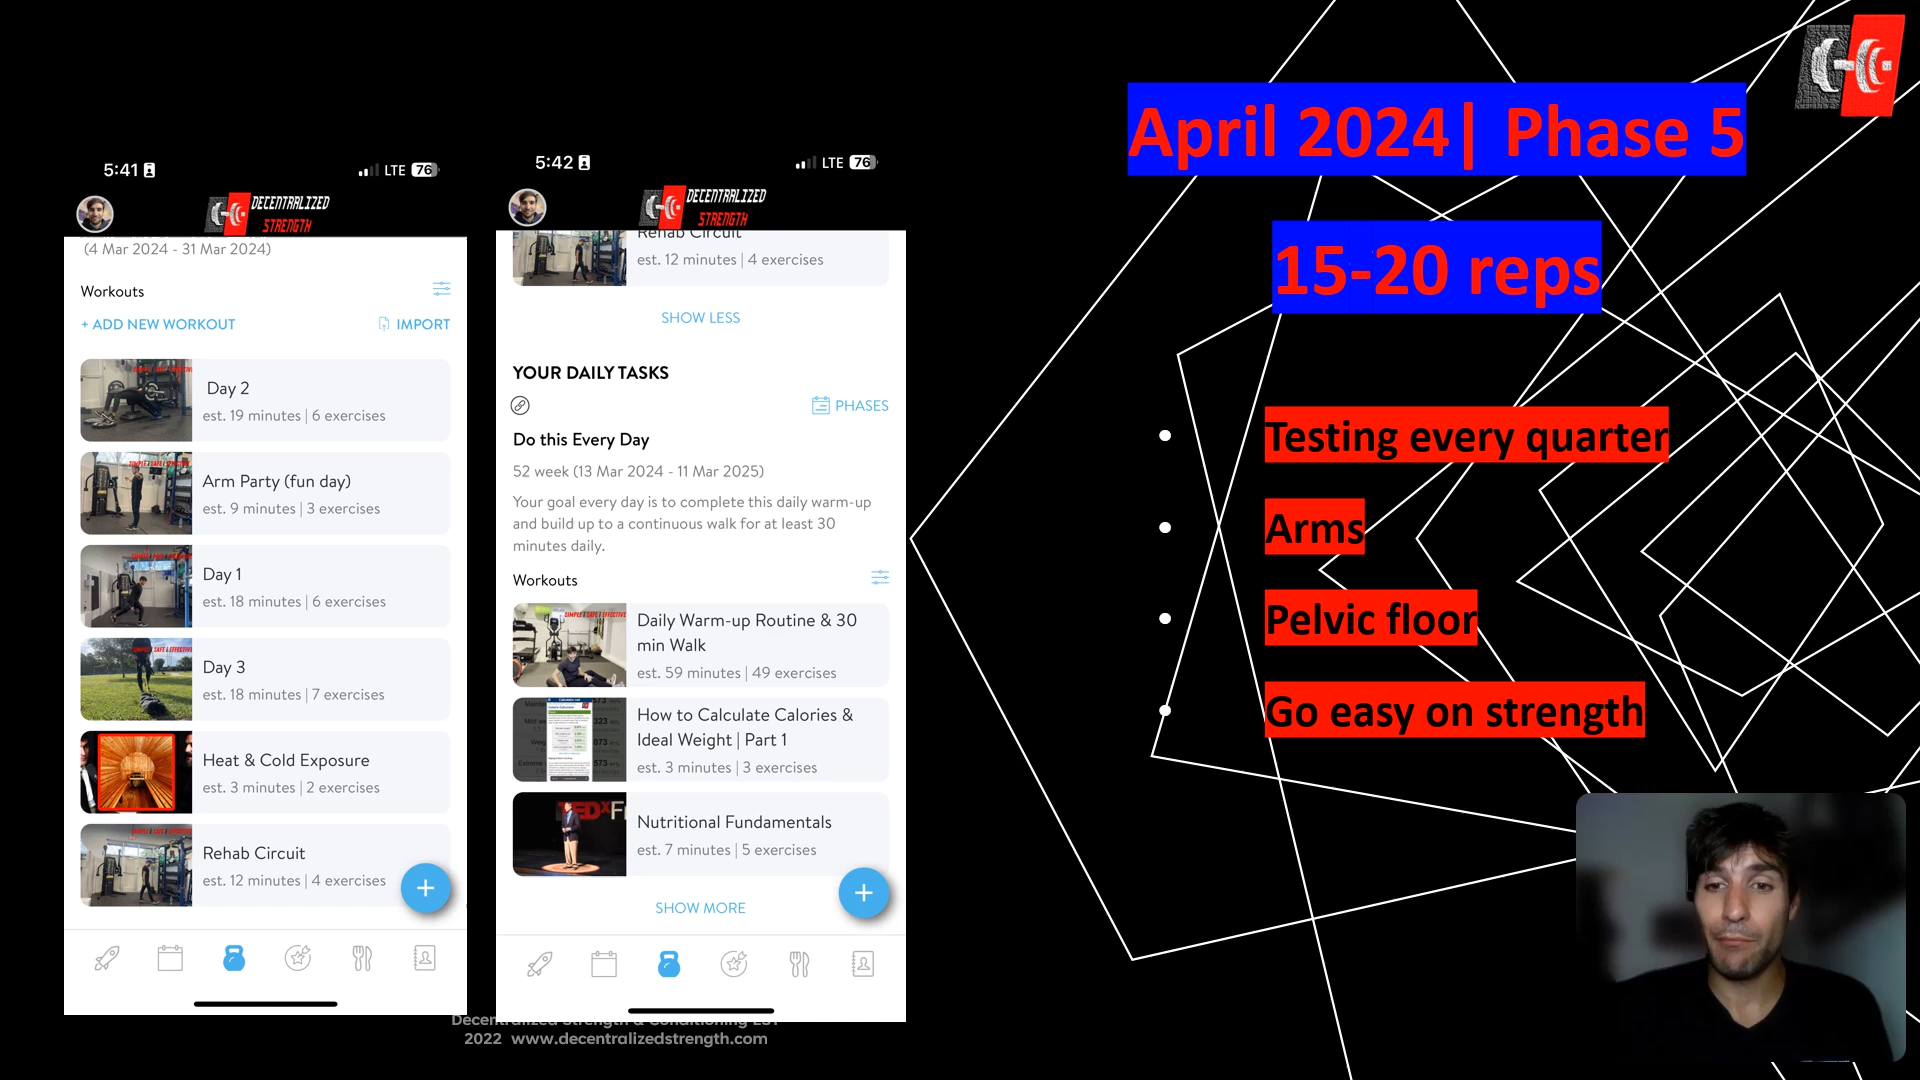 5:41
LTE 76
DECENTRALIZED
STRENGTH
(4 Mar 2024 - 31 Mar 2024)
Workouts
+ ADD NEW WORKOUT
IMPORT
Day 2
est. 19 minutes | 6 exercises
Arm Party (fun day)
est. 9 minutes | 3 exercises
Day 1
est. 18 minutes | 6 exercises
Day 3
est. 18 minutes | 7 exercises
Heat & Cold Exposure
est. 3 minutes | 2 exercises
Rehab Circuit
est. 12 minutes | 4 exercises
5:42
LTE 76
DECENTRALIZED
STRENGTH
Rehab Circuit
est. 12 minutes | 4 exercises
SHOW LESS
YOUR DAILY TASKS
PHASES
Do this Every Day
52 week (13 Mar 2024 - 11 Mar 2025)
Your goal every day is to complete this daily warm-up
and build up to a continuous walk for at least 30
minutes daily.
Workouts
Daily Warm-up Routine & 30
min Walk
est. 59 minutes | 49 exercises
How to Calculate Calories &
Ideal Weight | Part 1
est. 3 minutes | 3 exercises
Nutritional Fundamentals
est. 7 minutes | 5 exercises
SHOW MORE
Decentralized Strength & Conditioning EST
2022 www.decentralizedstrength.com
April 2024| Phase 5
15-20 reps
• Testing every quarter
• Arms
• Pelvic floor
• Go easy on strength